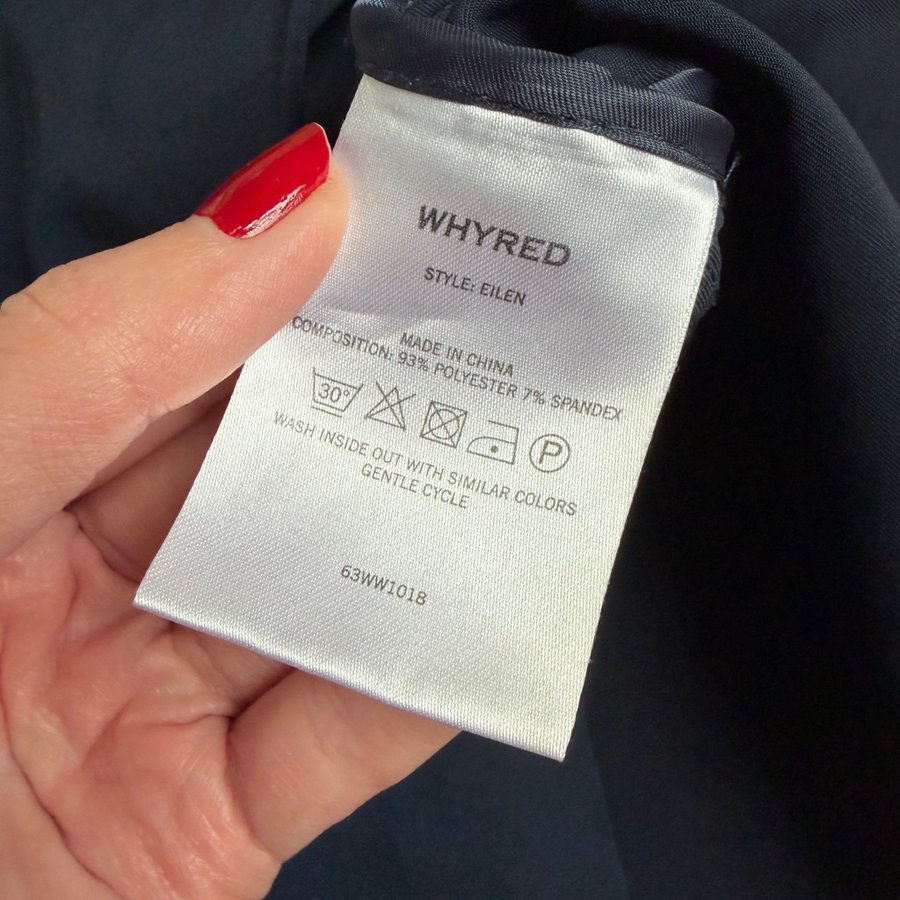 WHYRED
STYLE: EILEN
MADE IN CHINA
COMPOSITION: 93% POLYESTER 7% SPANDEX
30° P
WASH INSIDE OUT WITH SIMILAR COLORS
GENTLE CYCLE
63WW1018